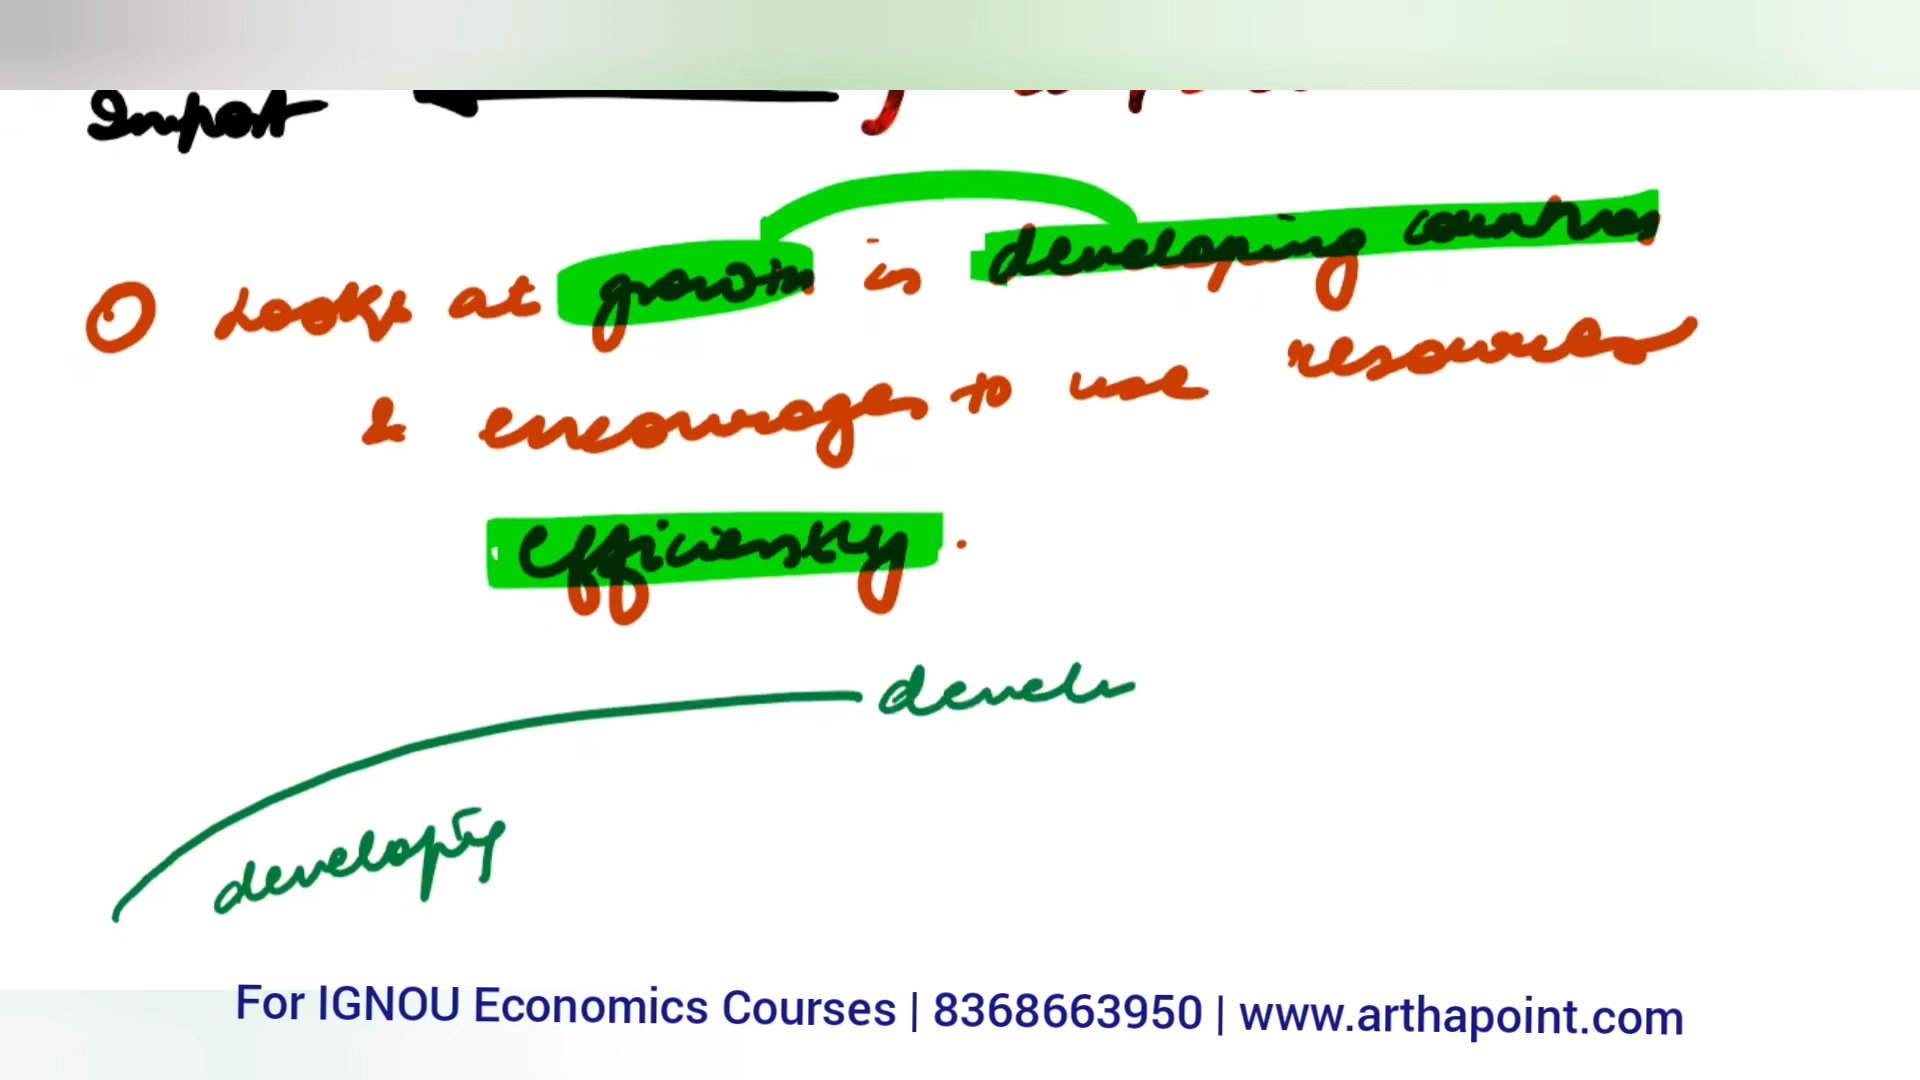 Import
Looks at growth in developing countries
& encourages to use resources
efficiently.
develo
developing
For IGNOU Economics Courses | 8368663950 | www.arthapoint.com